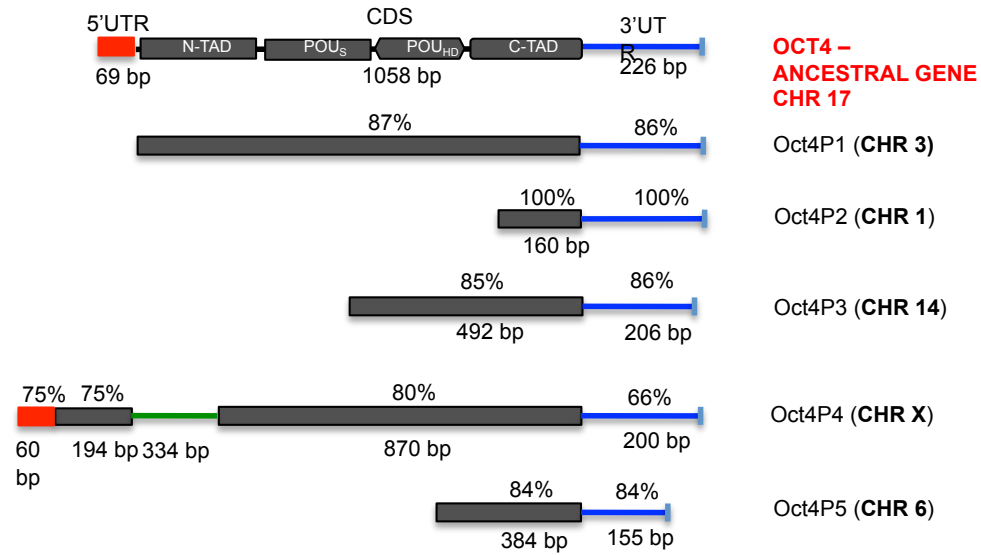 5'UTR
CDS
3'UT
R
N-TAD
POUS
POUHD
C-TAD
69 bp
1058 bp
226 bp
OCT4 –
ANCESTRAL GENE
CHR 17
87%
86%
Oct4P1 (CHR 3)
100%
100%
160 bp
Oct4P2 (CHR 1)
85%
86%
492 bp
206 bp
Oct4P3 (CHR 14)
75%
75%
80%
66%
60
bp
194 bp
334 bp
870 bp
200 bp
Oct4P4 (CHR X)
84%
84%
384 bp
155 bp
Oct4P5 (CHR 6)